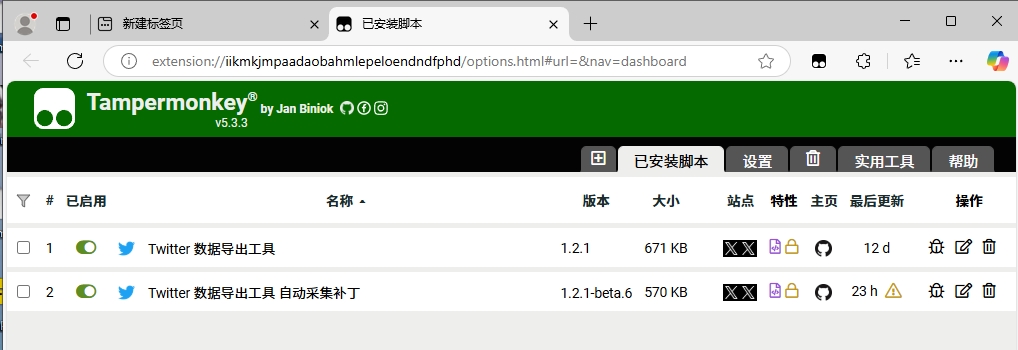 新建标签页
已安装脚本
extension://iikmkjmpaadaobahmlepeloendndfphd/options.html#url=&nav=dashboard
Tampermonkey® by Jan Biniok
v5.3.3
已安装脚本 设置 实用工具 帮助
# 已启用 名称 版本 大小 站点 特性 主页 最后更新 操作
1 Twitter 数据导出工具 1.2.1 671 KB 12 d
2 Twitter 数据导出工具 自动采集补丁 1.2.1-beta.6 570 KB 23 h